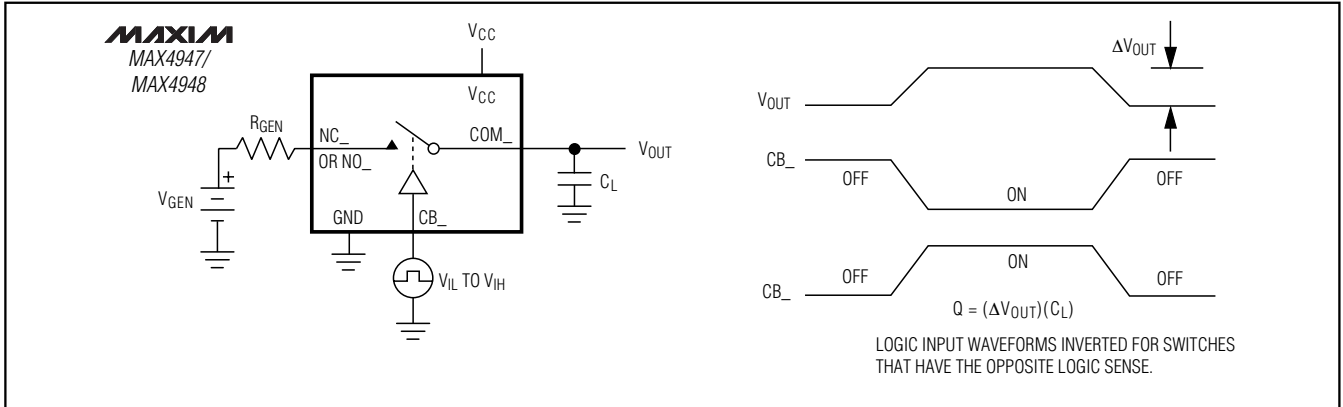 MAXIM
MAX4947/
MAX4948
VCC
VCC
RGEN
NC_
OR NO_
COM_
VOUT
CL
+
VGEN
GND
CB_
VIL TO VIH
ΔVOUT
VOUT
CB_
OFF
ON
OFF
CB_
OFF
ON
OFF
Q = (ΔVOUT)(CL)
LOGIC INPUT WAVEFORMS INVERTED FOR SWITCHES
THAT HAVE THE OPPOSITE LOGIC SENSE.